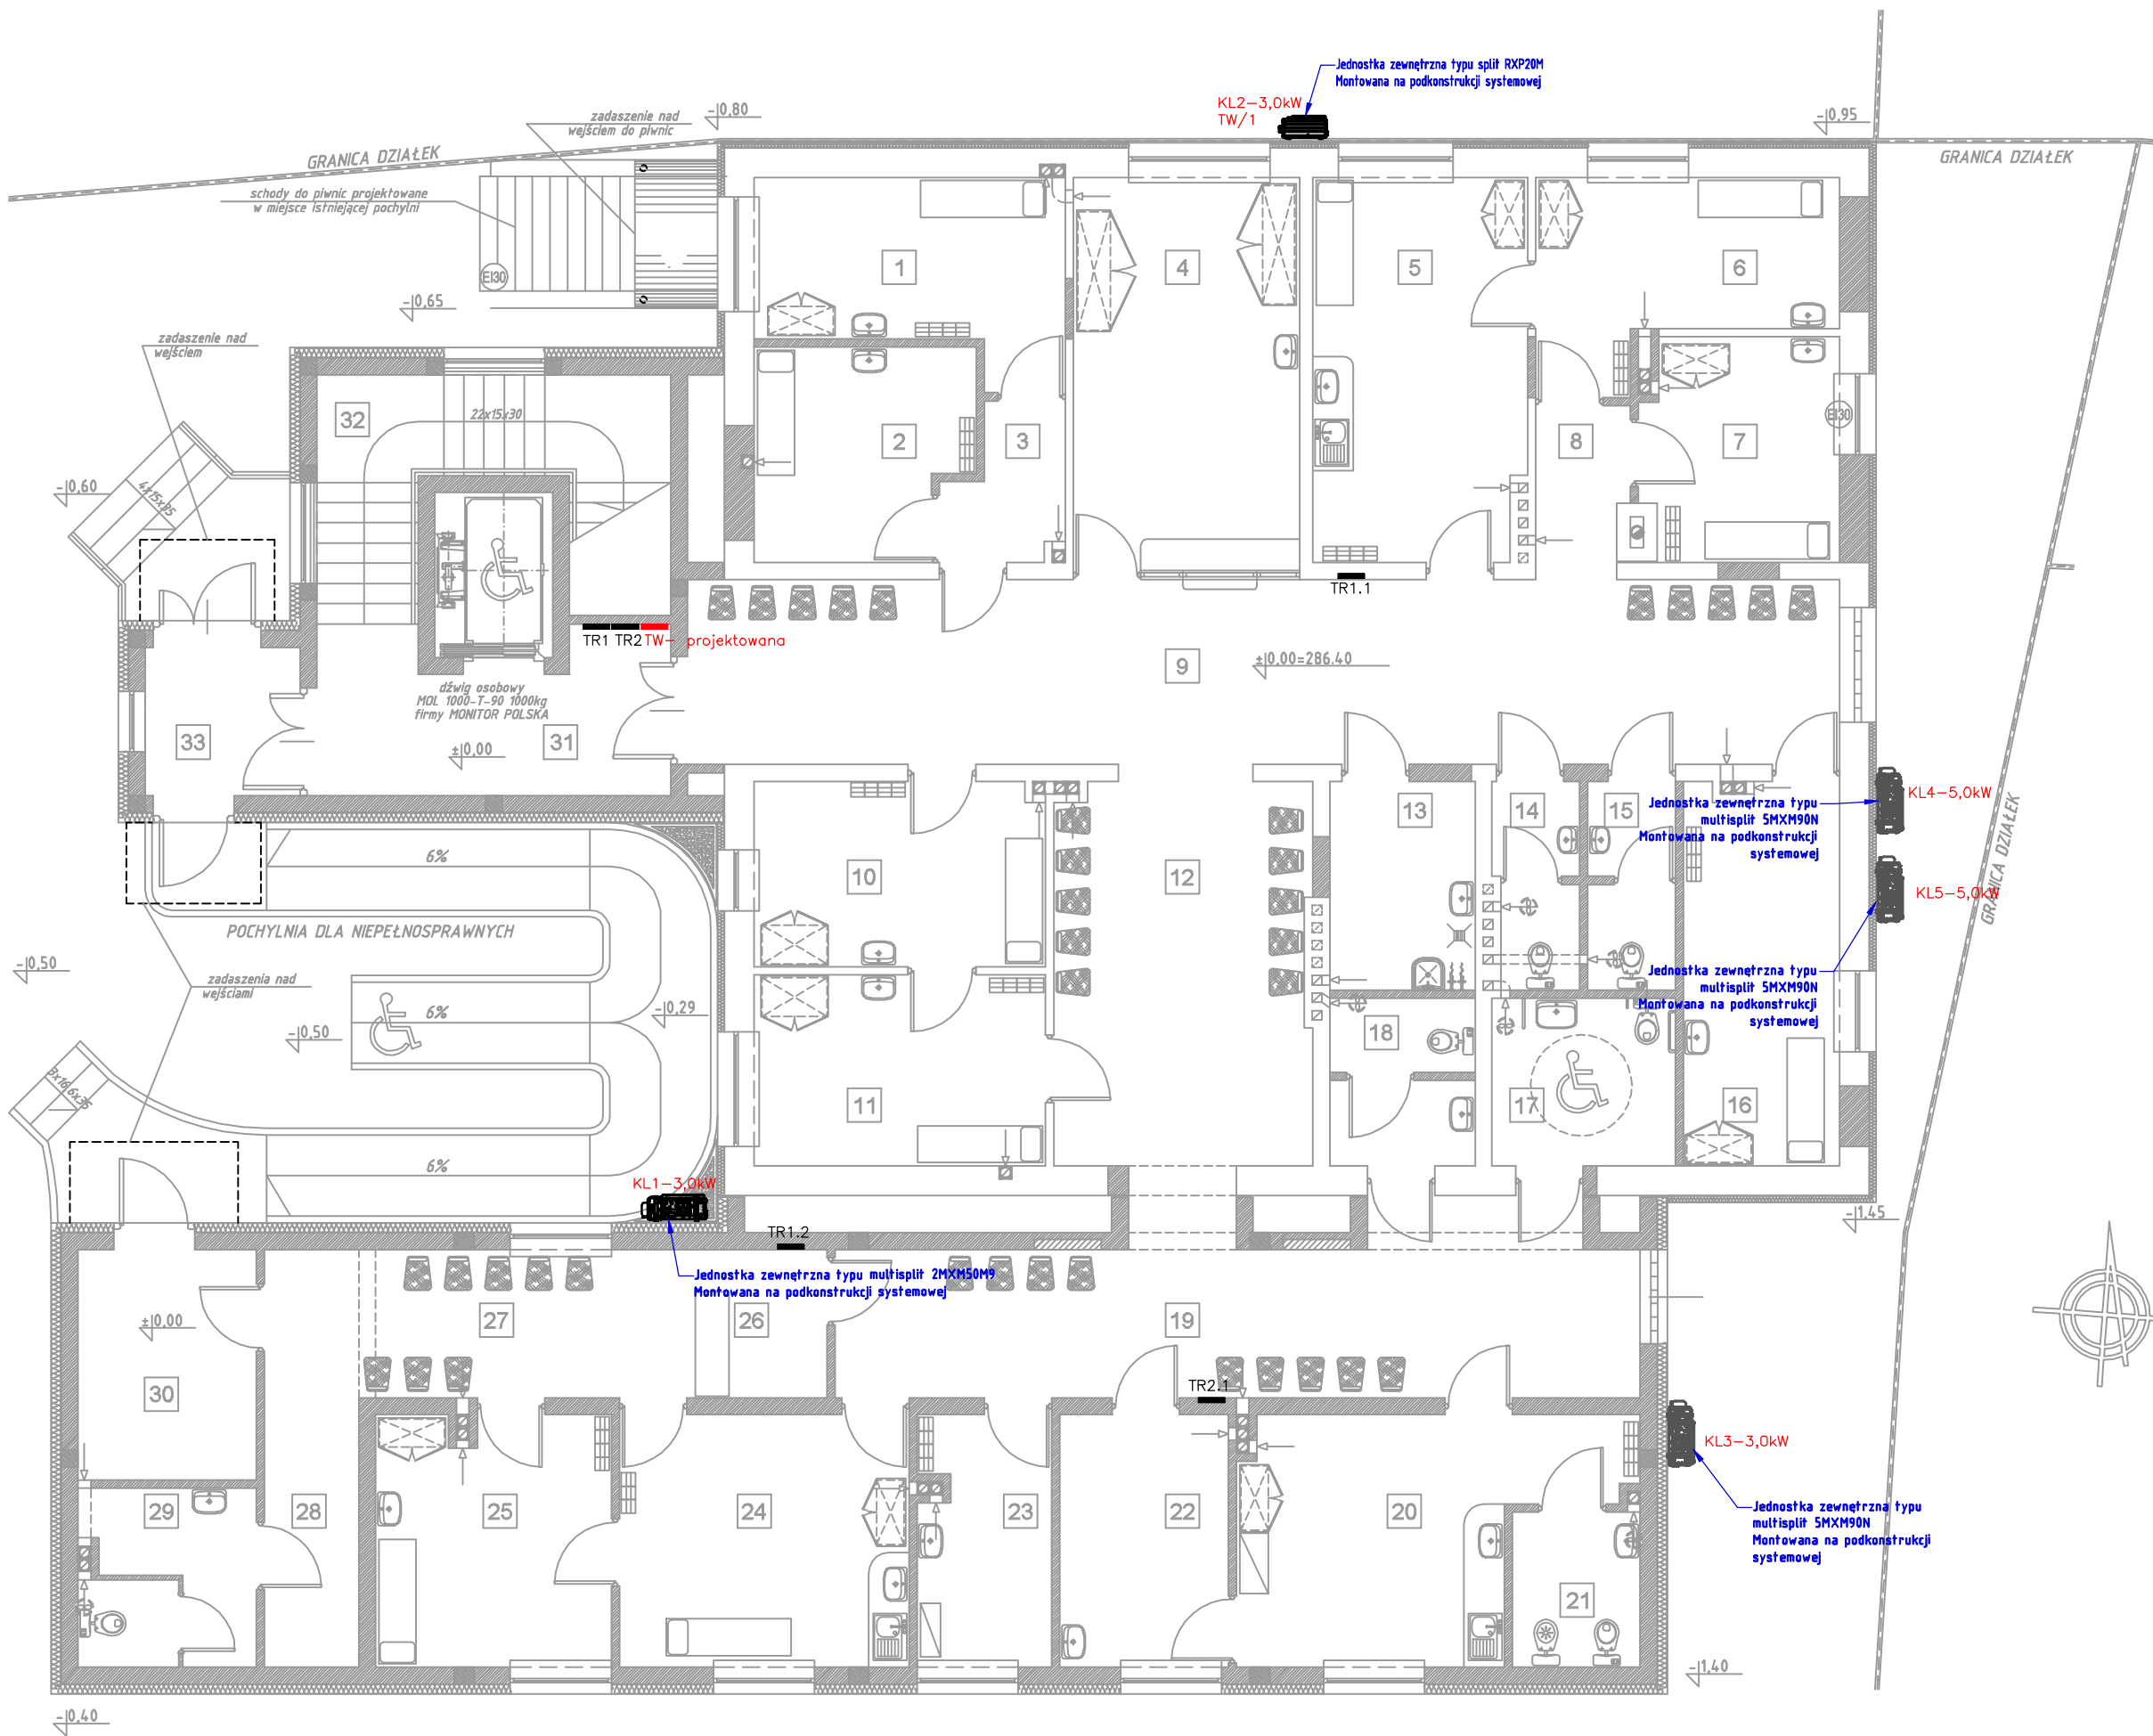 Jednostka zewnętrzna typu split RXP20M
Montowana na podkonstrukcji systemowej
KL2-3,0kW
TW/1
zadaszenie nad
wejściem do piwnic
-0,80
-0,95
GRANICA DZIAŁEK
GRANICA DZIAŁEK
schody do piwnic projektowane
w miejsce istniejącej pochylni
EI30
-0,65
1
4
5
6
zadaszenie nad
wejściem
32
22x15x30
2
3
8
7
EI30
-0,60
4x15x35
TR1.1
TR1 TR2 TW- projektowana
9
±0,00=286.40
dźwig osobowy
MOL 1000-T-90 1000kg
firmy MONITOR POLSKA
33
±0,00
31
KL4-5,0kW
Jednostka zewnętrzna typu
multisplit 5MXM90N
Montowana na podkonstrukcji
systemowej
13
14
15
GRANICA DZIAŁEK
6%
10
12
KL5-5,0kW
POCHYLNIA DLA NIEPEŁNOSPRAWNYCH
-0,50
zadaszenia nad
wejściami
Jednostka zewnętrzna typu
multisplit 5MXM90N
Montowana na podkonstrukcji
systemowej
6%
-0,29
-0,50
18
3x16,6x35
11
17
16
6%
KL1-3,0kW
-1,45
TR1.2
Jednostka zewnętrzna typu multisplit 2MXM50M9
Montowana na podkonstrukcji systemowej
±0,00
27
26
19
30
TR2.1
KL3-3,0kW
29
28
25
24
23
22
20
Jednostka zewnętrzna typu
multisplit 5MXM90N
Montowana na podkonstrukcji
systemowej
21
-1,40
-0,40